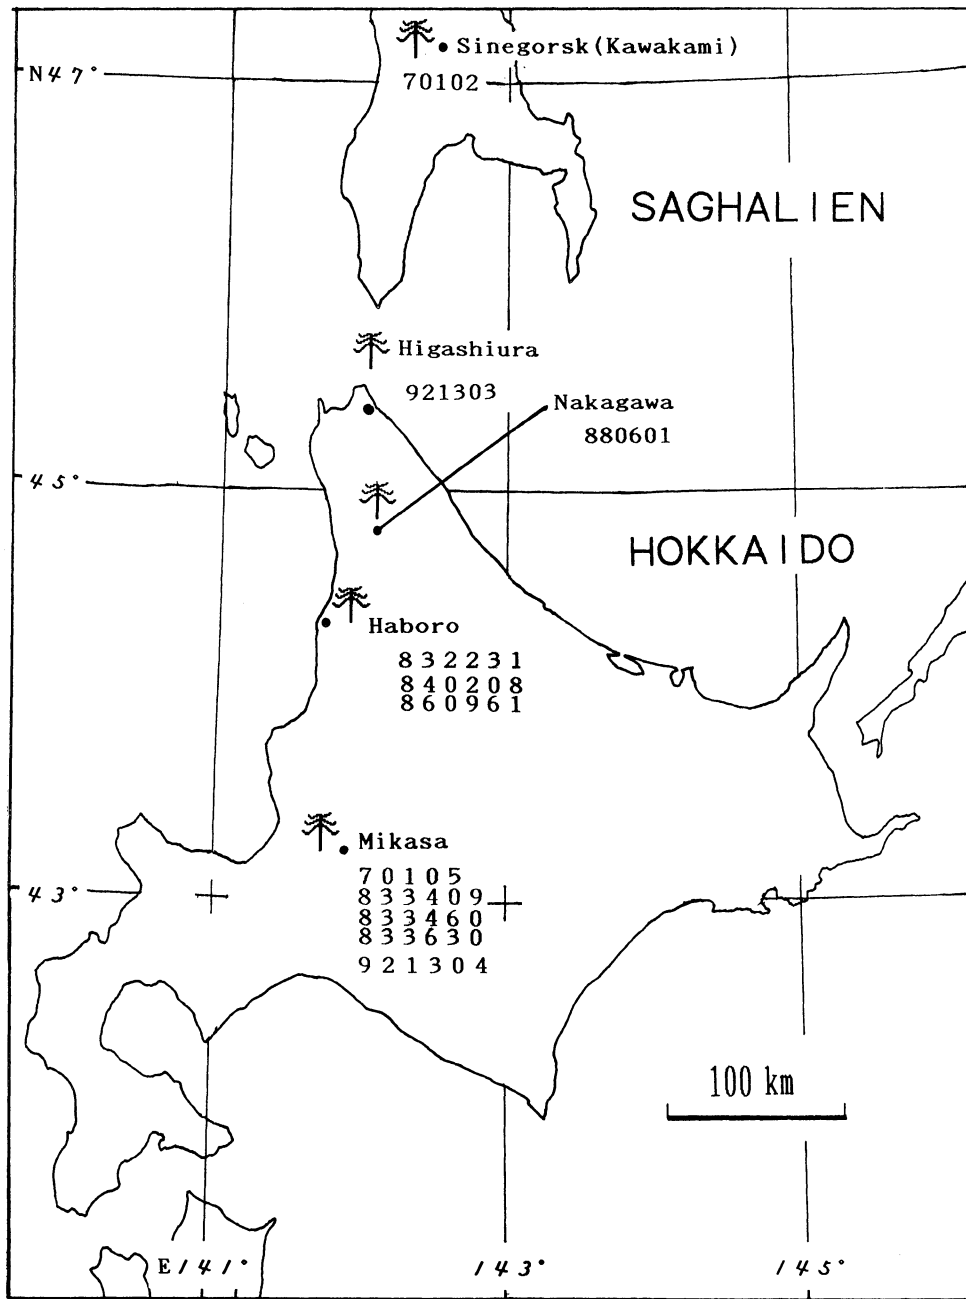 Sinegorsk(Kawakami)
N47°
70102
SAGHALIEN
Higashiura
921303
Nakagawa
880601
45°
HOKKAIDO
Haboro
832231
840208
860961
Mikasa
70105
43°
833409
833460
833630
921304
100 km
E141°
143°
145°